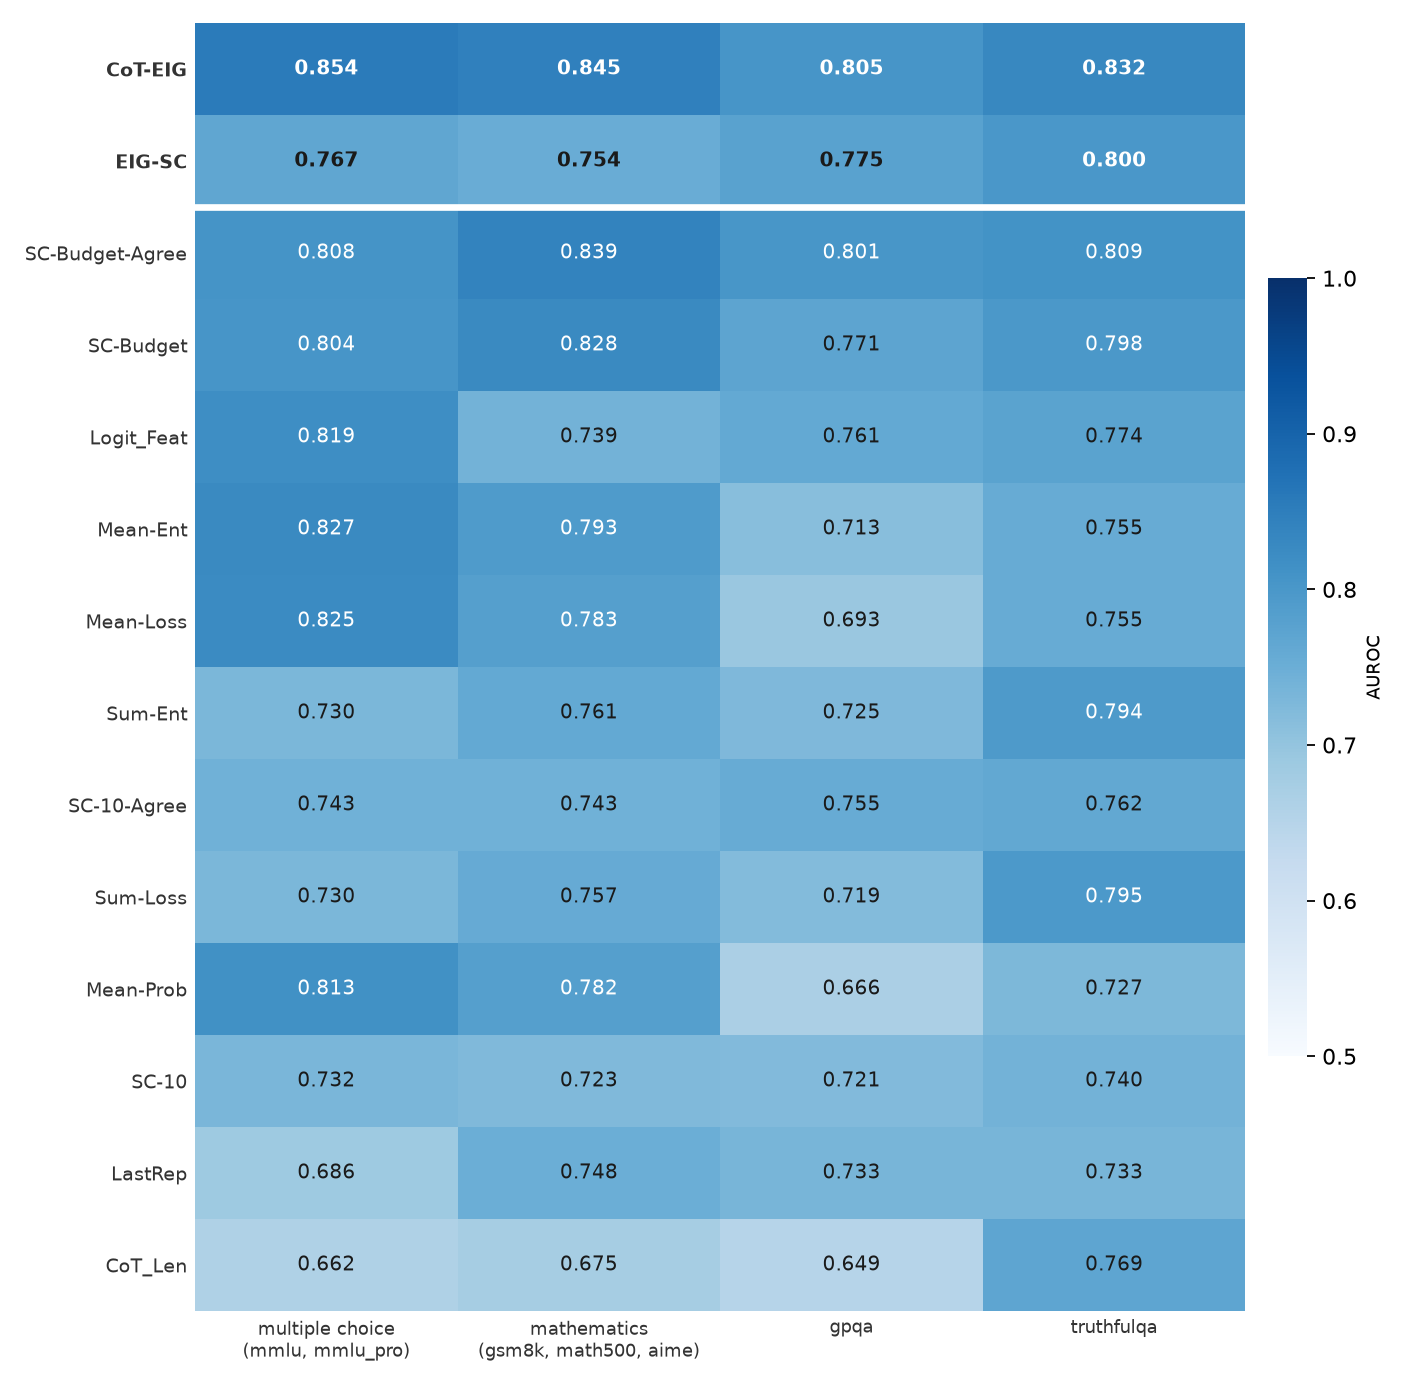 CoT-EIG 0.854 0.845 0.805 0.832
EIG-SC 0.767 0.754 0.775 0.800
SC-Budget-Agree 0.808 0.839 0.801 0.809
SC-Budget 0.804 0.828 0.771 0.798
Logit_Feat 0.819 0.739 0.761 0.774
Mean-Ent 0.827 0.793 0.713 0.755
Mean-Loss 0.825 0.783 0.693 0.755
Sum-Ent 0.730 0.761 0.725 0.794
SC-10-Agree 0.743 0.743 0.755 0.762
Sum-Loss 0.730 0.757 0.719 0.795
Mean-Prob 0.813 0.782 0.666 0.727
SC-10 0.732 0.723 0.721 0.740
LastRep 0.686 0.748 0.733 0.733
CoT_Len 0.662 0.675 0.649 0.769
multiple choice mathematics gpqa truthfulqa
(mmlu, mmlu_pro) (gsm8k, math500, aime)
1.0
0.9
0.8
0.7
0.6
0.5
AUROC